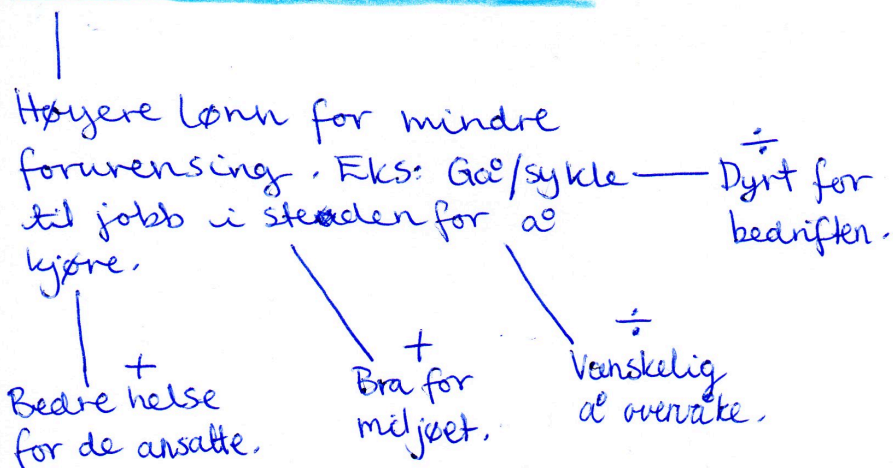 Høyere lønn for mindre
forurensing. Eks: Gå/sykle
til jobb i steden for å
kjøre.
÷
Dyrt for
bedriften.
+
Bedre helse
for de ansatte.
+
Bra for
miljøet.
÷
Vanskelig
å overvåke.